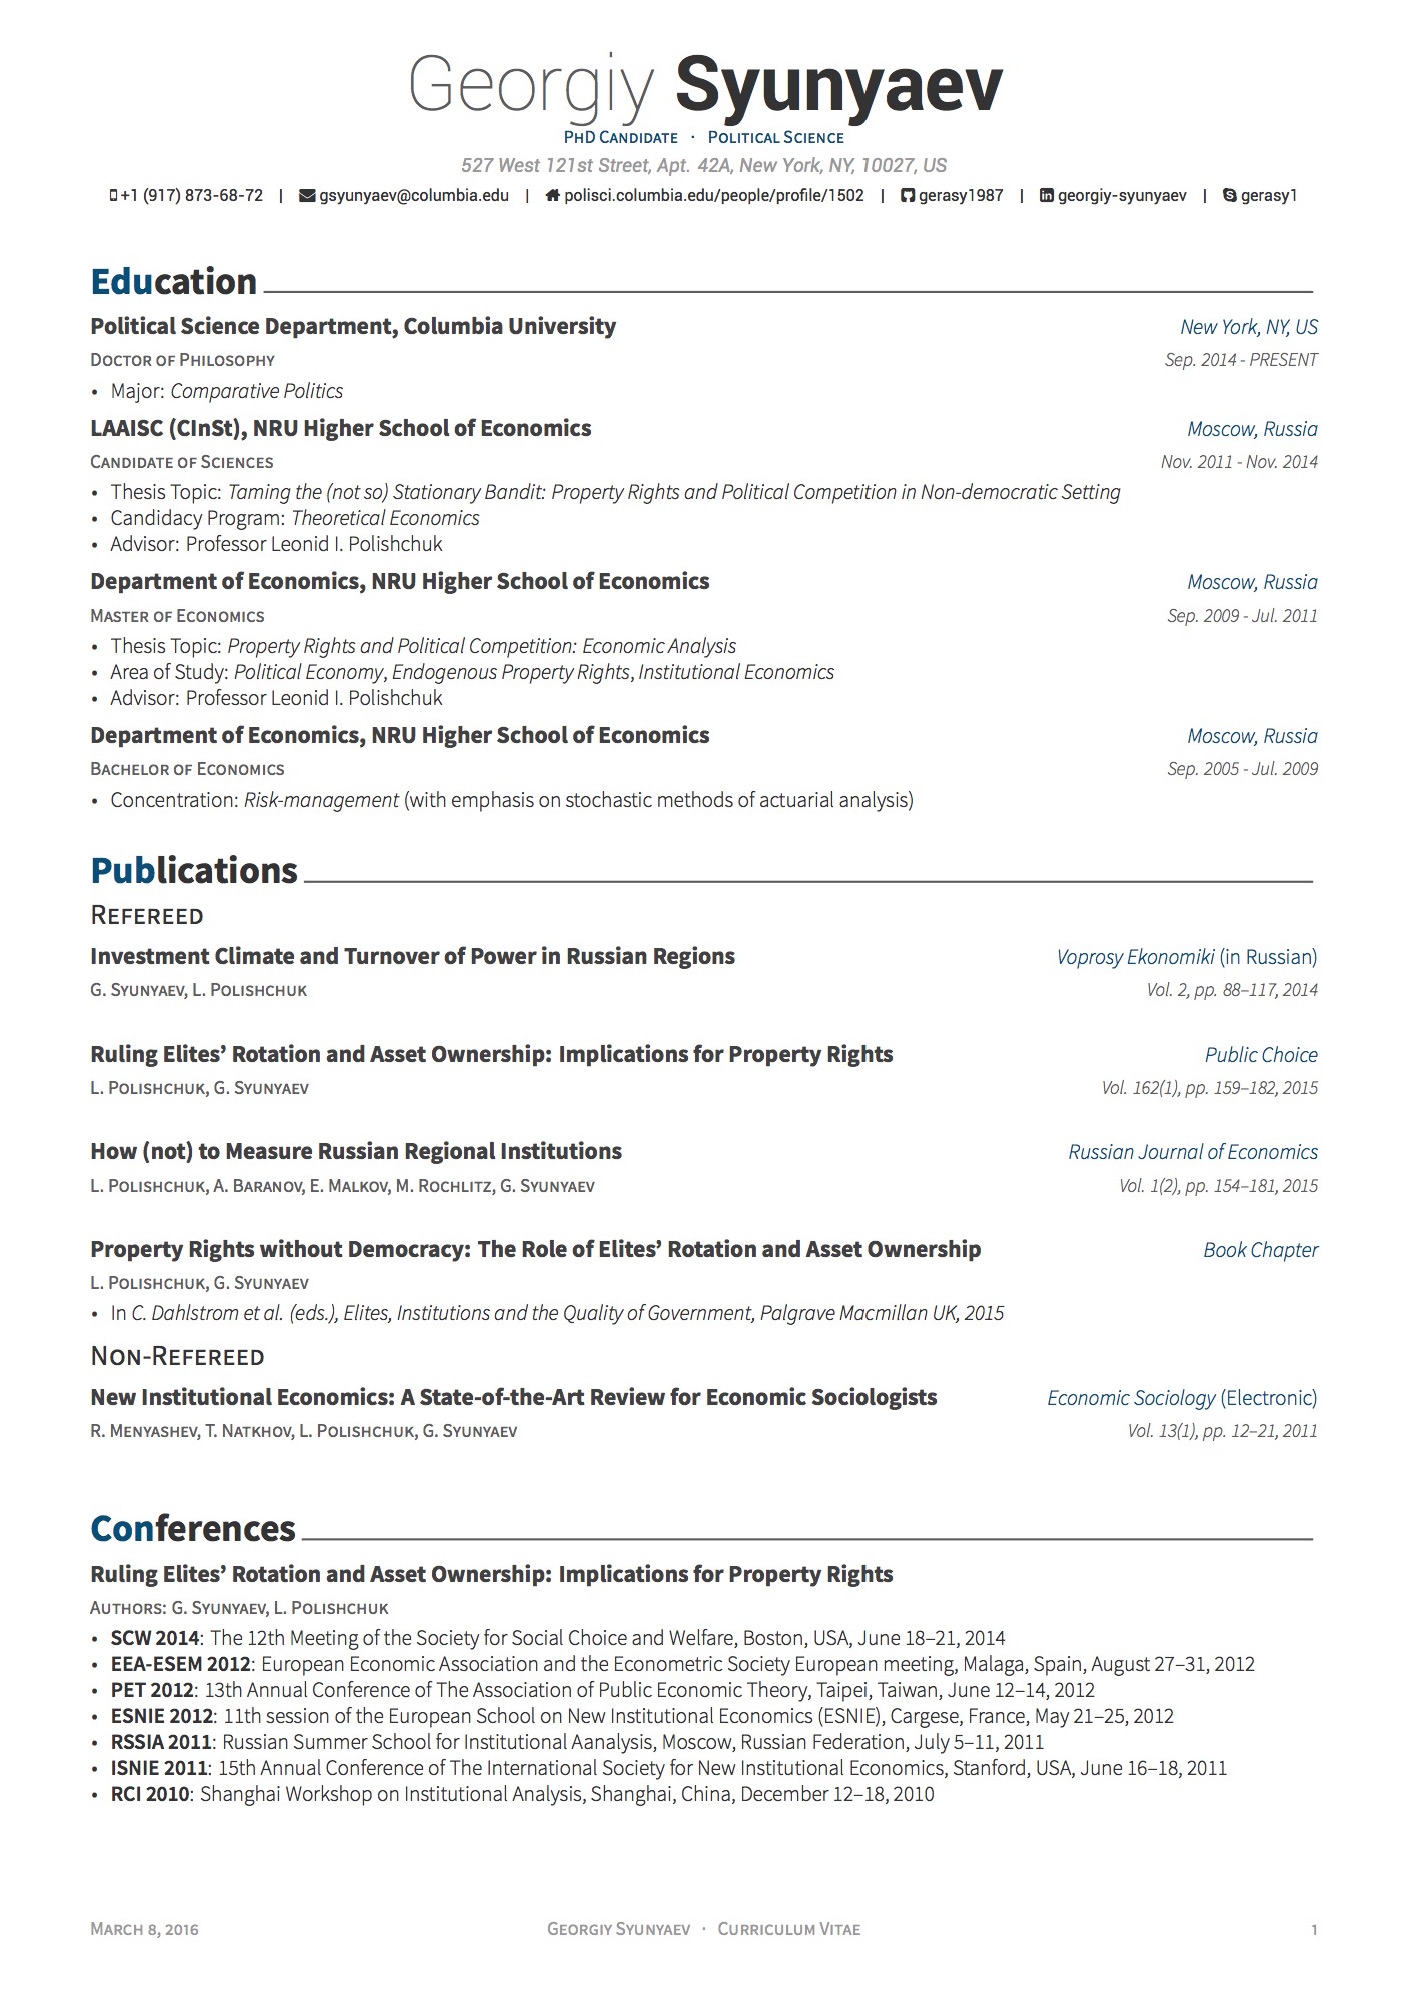 Georgiy Syunyaev
PhD Candidate · Political Science
527 West 121st Street, Apt. 42A, New York, NY, 10027, US
+1 (917) 873-68-72 | gsyunyaev@columbia.edu | polisci.columbia.edu/people/profile/1502 | gerasy1987 | georgiy-syunyaev | gerasy1
Education
Political Science Department, Columbia University New York, NY, US
Doctor of Philosophy Sep. 2014 - PRESENT
• Major: Comparative Politics
LAAISC (CInSt), NRU Higher School of Economics Moscow, Russia
Candidate of Sciences Nov. 2011 - Nov. 2014
• Thesis Topic: Taming the (not so) Stationary Bandit: Property Rights and Political Competition in Non-democratic Setting
• Candidacy Program: Theoretical Economics
• Advisor: Professor Leonid I. Polishchuk
Department of Economics, NRU Higher School of Economics Moscow, Russia
Master of Economics Sep. 2009 - Jul. 2011
• Thesis Topic: Property Rights and Political Competition: Economic Analysis
• Area of Study: Political Economy, Endogenous Property Rights, Institutional Economics
• Advisor: Professor Leonid I. Polishchuk
Department of Economics, NRU Higher School of Economics Moscow, Russia
Bachelor of Economics Sep. 2005 - Jul. 2009
• Concentration: Risk-management (with emphasis on stochastic methods of actuarial analysis)
Publications
Refereed
Investment Climate and Turnover of Power in Russian Regions Voprosy Ekonomiki (in Russian)
G. Syunyaev, L. Polishchuk Vol. 2, pp. 88–117, 2014
Ruling Elites’ Rotation and Asset Ownership: Implications for Property Rights Public Choice
L. Polishchuk, G. Syunyaev Vol. 162(1), pp. 159–182, 2015
How (not) to Measure Russian Regional Institutions Russian Journal of Economics
L. Polishchuk, A. Baranov, E. Malkov, M. Rochlitz, G. Syunyaev Vol. 1(2), pp. 154–181, 2015
Property Rights without Democracy: The Role of Elites’ Rotation and Asset Ownership Book Chapter
L. Polishchuk, G. Syunyaev
• In C. Dahlstrom et al. (eds.), Elites, Institutions and the Quality of Government, Palgrave Macmillan UK, 2015
Non-Refereed
New Institutional Economics: A State-of-the-Art Review for Economic Sociologists Economic Sociology (Electronic)
R. Menyashev, T. Natkhov, L. Polishchuk, G. Syunyaev Vol. 13(1), pp. 12–21, 2011
Conferences
Ruling Elites’ Rotation and Asset Ownership: Implications for Property Rights
Authors: G. Syunyaev, L. Polishchuk
• SCW 2014: The 12th Meeting of the Society for Social Choice and Welfare, Boston, USA, June 18–21, 2014
• EEA-ESEM 2012: European Economic Association and the Econometric Society European meeting, Malaga, Spain, August 27–31, 2012
• PET 2012: 13th Annual Conference of The Association of Public Economic Theory, Taipei, Taiwan, June 12–14, 2012
• ESNIE 2012: 11th session of the European School on New Institutional Economics (ESNIE), Cargese, France, May 21–25, 2012
• RSSIA 2011: Russian Summer School for Institutional Aanalysis, Moscow, Russian Federation, July 5–11, 2011
• ISNIE 2011: 15th Annual Conference of The International Society for New Institutional Economics, Stanford, USA, June 16–18, 2011
• RCI 2010: Shanghai Workshop on Institutional Analysis, Shanghai, China, December 12–18, 2010
March 8, 2016 Georgiy Syunyaev · Curriculum Vitae 1